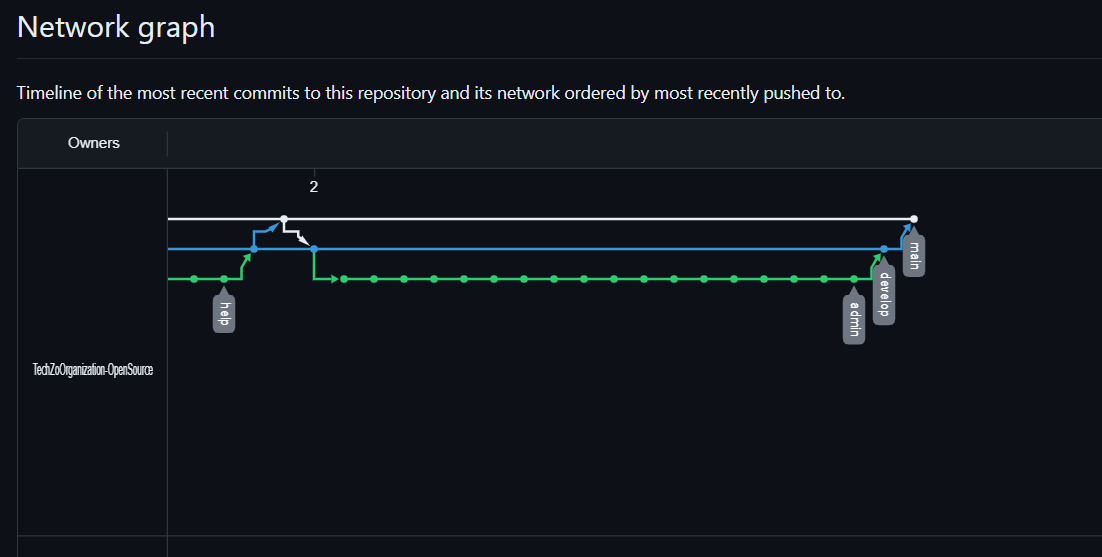 Network graph
Timeline of the most recent commits to this repository and its network ordered by most recently pushed to.
Owners
2
main
develop
help
admin
TechZoOrganization-OpenSource